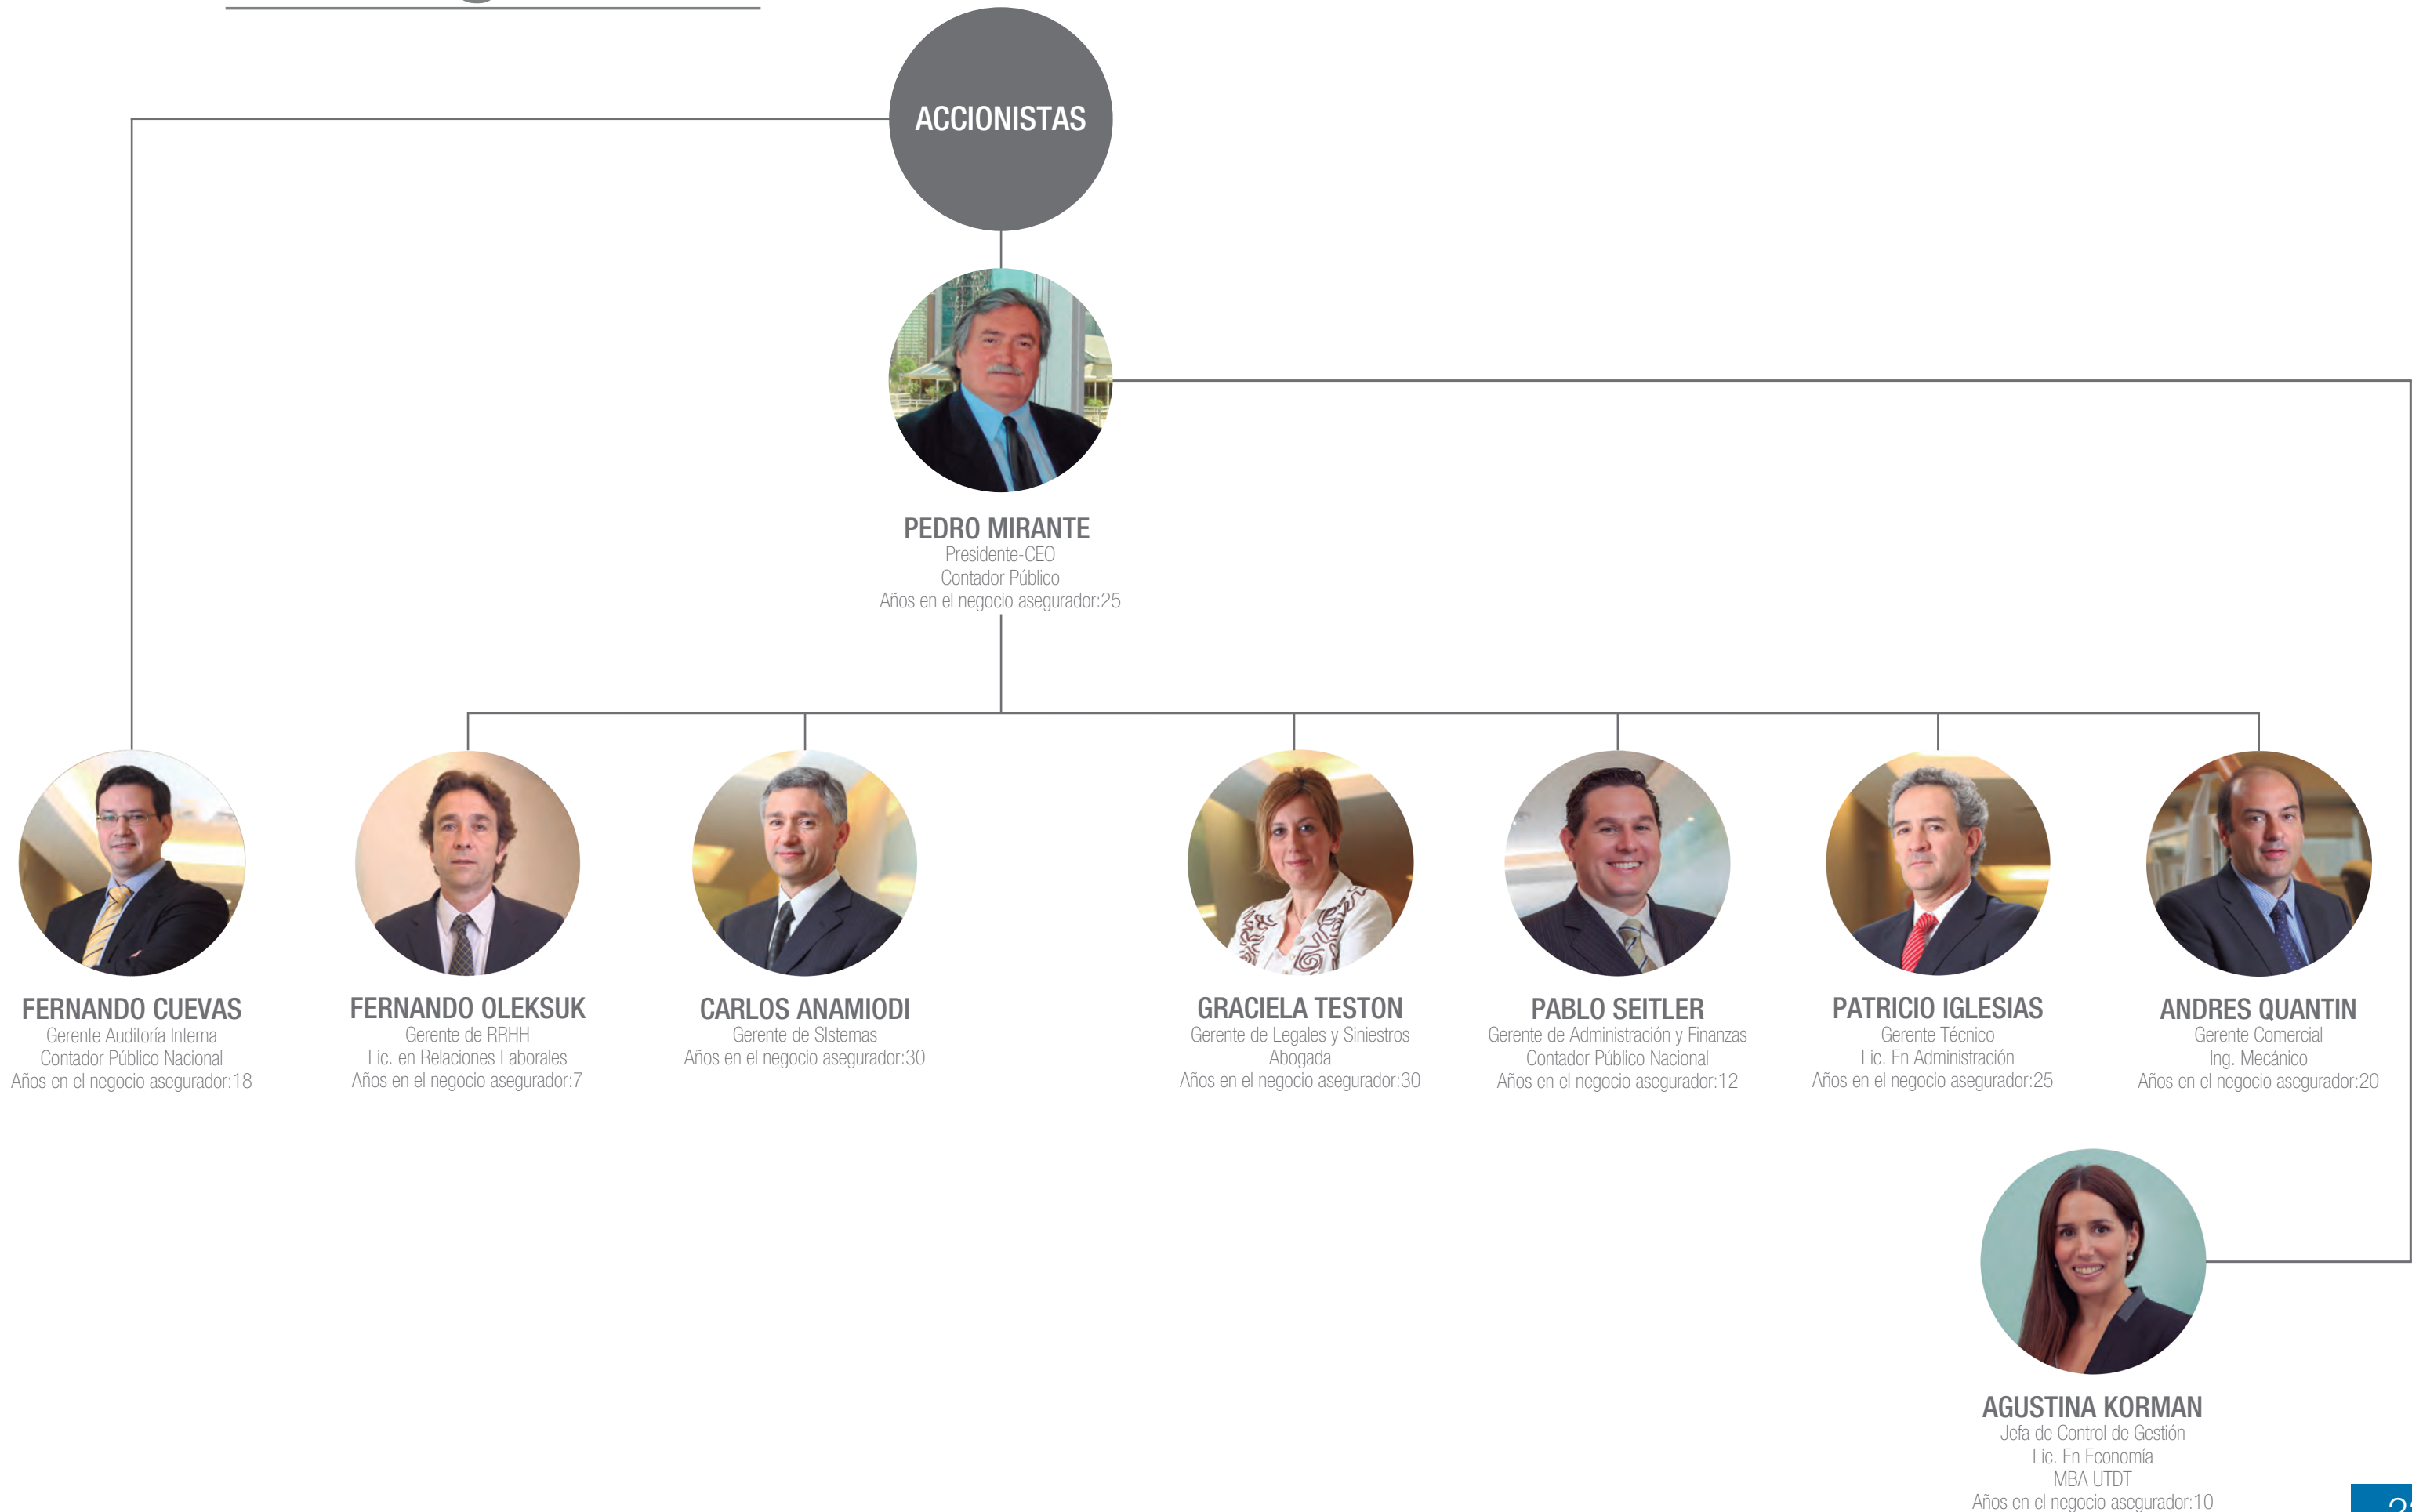 ACCIONISTAS
PEDRO MIRANTE
Presidente-CEO
Contador Público
Años en el negocio asegurador:25
FERNANDO CUEVAS
Gerente Auditoría Interna
Contador Público Nacional
Años en el negocio asegurador:18
FERNANDO OLEKSUK
Gerente de RRHH
Lic. en Relaciones Laborales
Años en el negocio asegurador:7
CARLOS ANAMIODI
Gerente de SIstemas
Años en el negocio asegurador:30
GRACIELA TESTON
Gerente de Legales y Siniestros
Abogada
Años en el negocio asegurador:30
PABLO SEITLER
Gerente de Administración y Finanzas
Contador Público Nacional
Años en el negocio asegurador:12
PATRICIO IGLESIAS
Gerente Técnico
Lic. En Administración
Años en el negocio asegurador:25
ANDRES QUANTIN
Gerente Comercial
Ing. Mecánico
Años en el negocio asegurador:20
AGUSTINA KORMAN
Jefa de Control de Gestión
Lic. En Economía
MBA UTDT
Años en el negocio asegurador:10